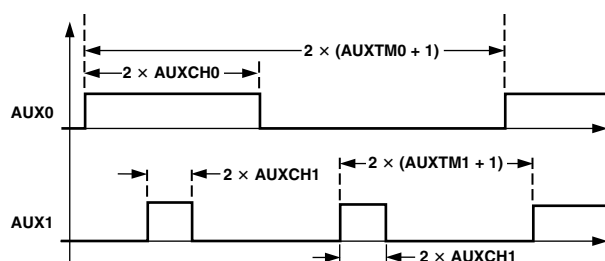 2 × (AUXTM0 + 1)
2 × AUXCH0
AUX0
2 × (AUXTM1 + 1)
2 × AUXCH1
AUX1
2 × AUXCH1